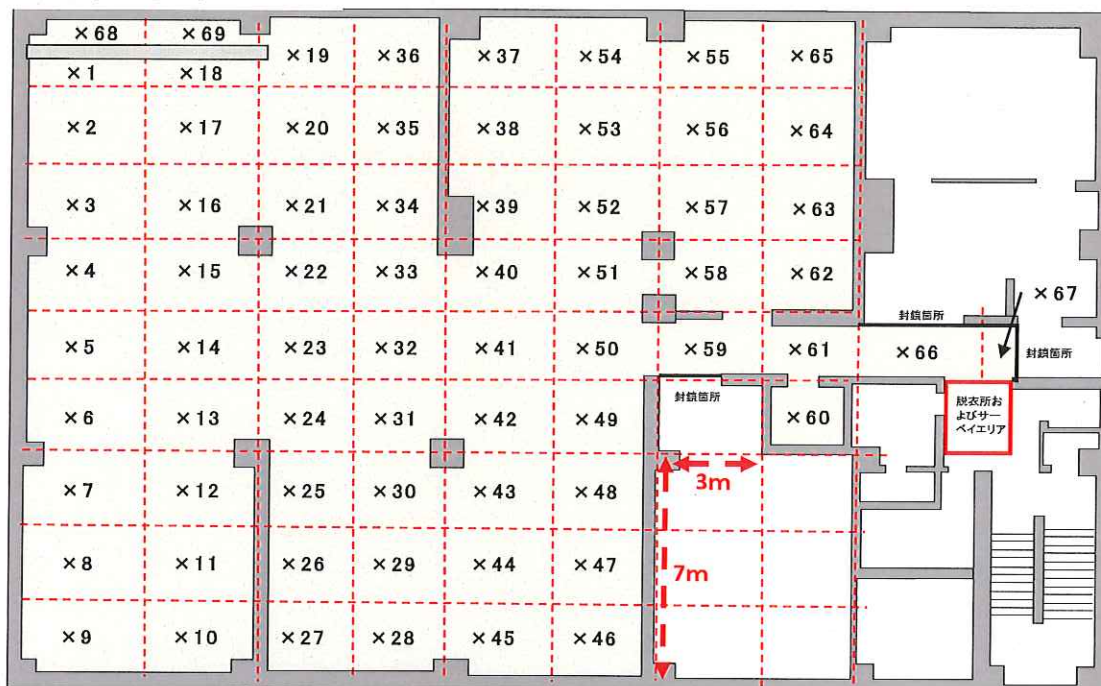 ×68 ×69
×19 ×36 ×37 ×54 ×55 ×65
×1 ×18
×2 ×17 ×20 ×35 ×38 ×53 ×56 ×64
×3 ×16 ×21 ×34 ×39 ×52 ×57 ×63
×4 ×15 ×22 ×33 ×40 ×51 ×58 ×62
×67
封鎖箇所
×5 ×14 ×23 ×32 ×41 ×50 ×59 ×61 ×66
封鎖箇所
封鎖箇所
×6 ×13 ×24 ×31 ×42 ×49 ×60
脱衣所お
よびサー
ベイエリア
3m
×7 ×12 ×25 ×30 ×43 ×48
7m
×8 ×11 ×26 ×29 ×44 ×47
×9 ×10 ×27 ×28 ×45 ×46